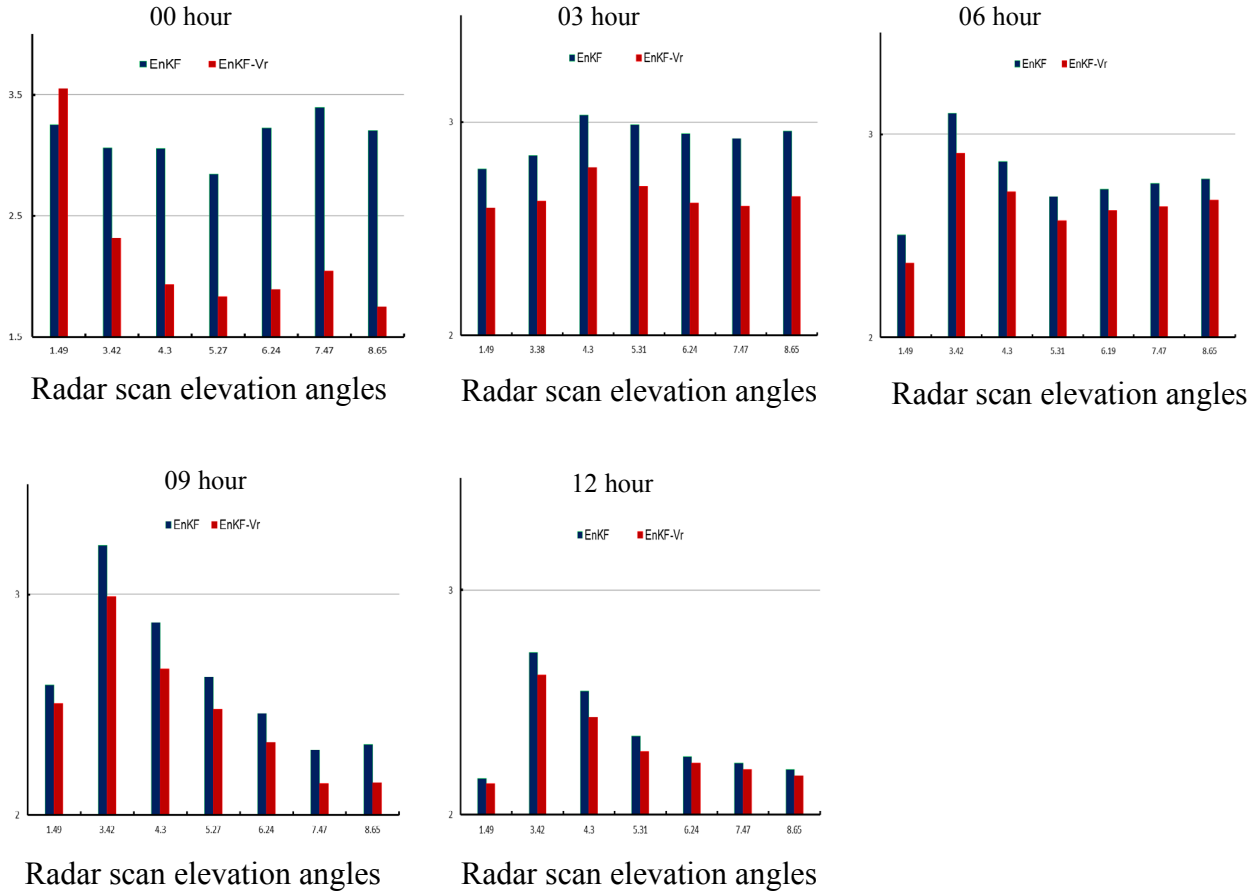 00 hour
EnKF EnKF-Vr
3.5
2.5
1.5
1.49 3.42 4.3 5.27 6.24 7.47 8.65
Radar scan elevation angles
03 hour
EnKF EnKF-Vr
3
2
1.49 3.38 4.3 5.31 6.24 7.47 8.65
Radar scan elevation angles
06 hour
EnKF EnKF-Vr
3
2
1.49 3.42 4.3 5.31 6.19 7.47 8.65
Radar scan elevation angles
09 hour
EnKF EnKF-Vr
3
2
1.49 3.42 4.3 5.27 6.24 7.47 8.65
Radar scan elevation angles
12 hour
EnKF EnKF-Vr
3
2
1.49 3.42 4.3 5.31 6.24 7.47 8.65
Radar scan elevation angles